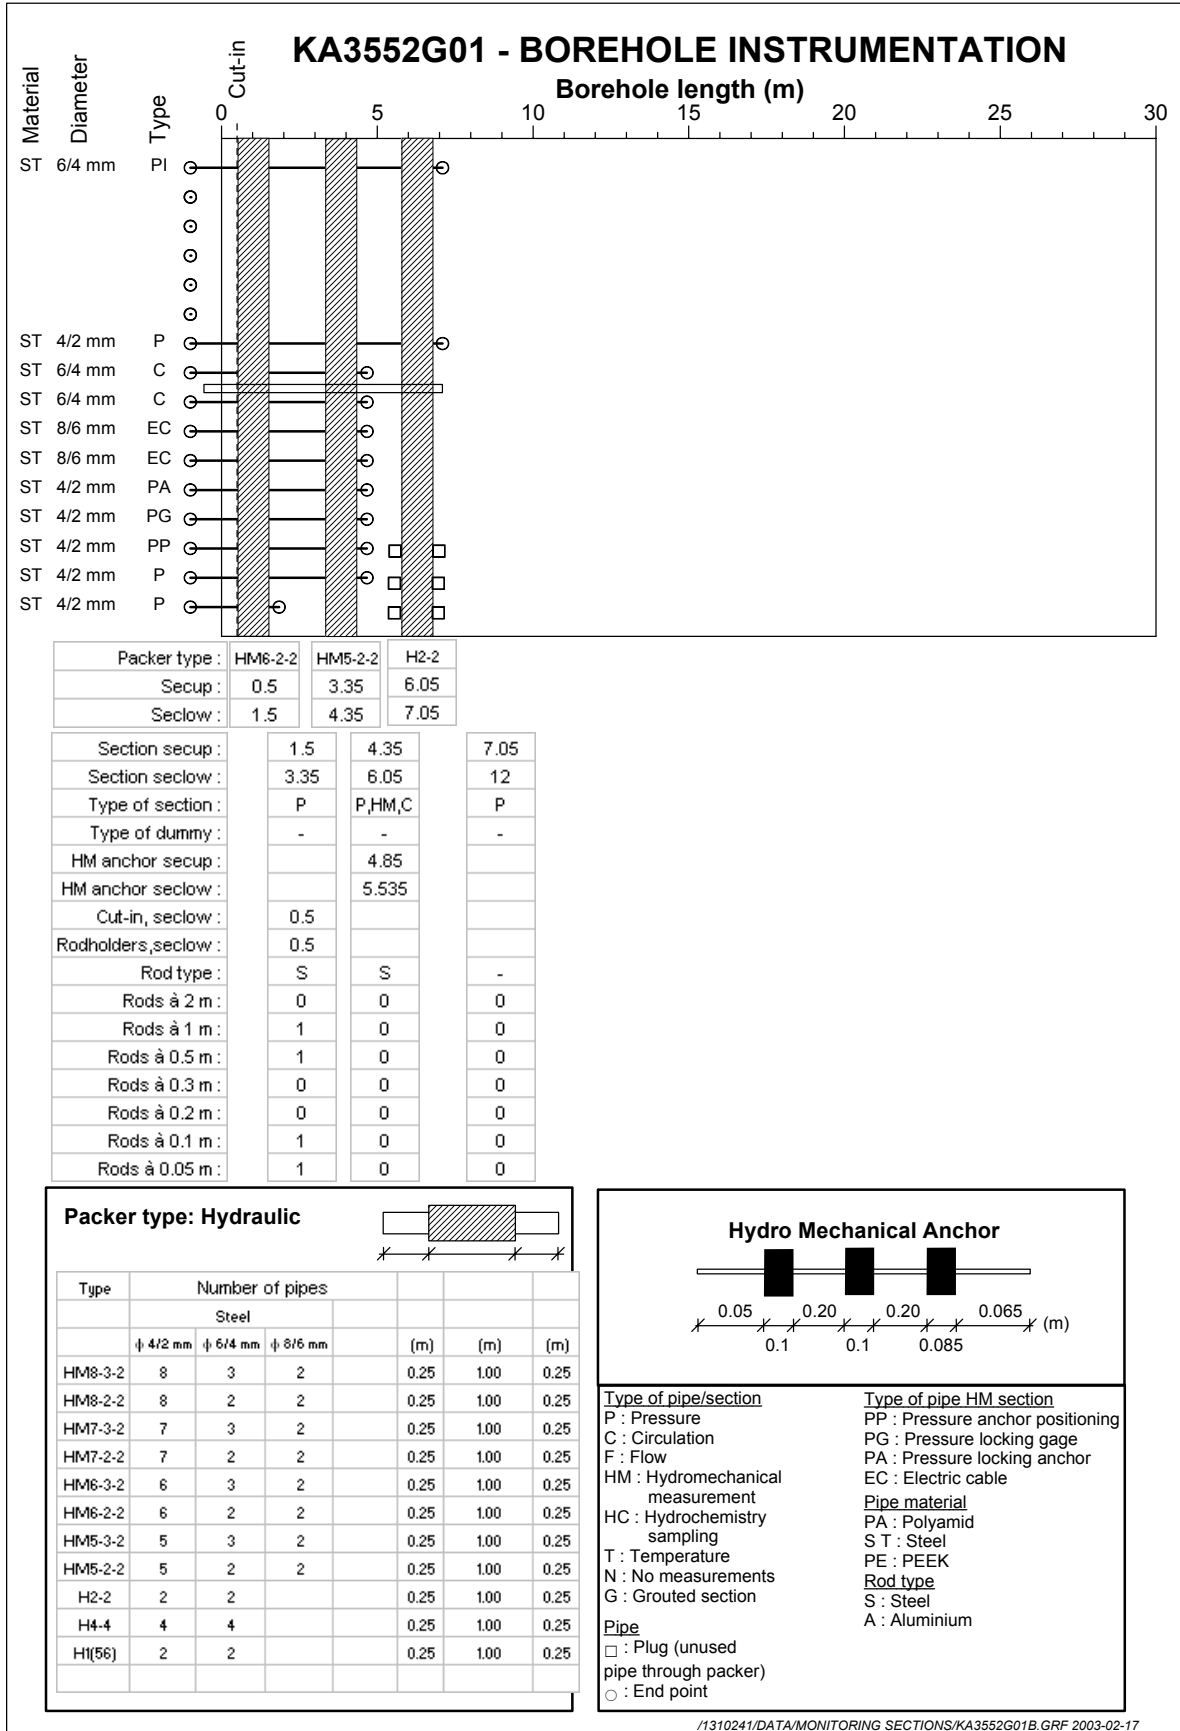 KA3552G01 - BOREHOLE INSTRUMENTATION
Borehole length (m)
Material Diameter Type Cut-in
0 5 10 15 20 25 30
ST 6/4 mm PI
ST 4/2 mm P
ST 6/4 mm C
ST 6/4 mm C
ST 8/6 mm EC
ST 8/6 mm EC
ST 4/2 mm PA
ST 4/2 mm PG
ST 4/2 mm PP
ST 4/2 mm P
ST 4/2 mm P
Packer type : HM6-2-2 HM5-2-2 H2-2
Secup : 0.5 3.35 6.05
Seclow : 1.5 4.35 7.05
Section secup : 1.5 4.35 7.05
Section seclow : 3.35 6.05 12
Type of section : P P,HM,C P
Type of dummy : - - -
HM anchor secup : 4.85
HM anchor seclow : 5.535
Cut-in, seclow : 0.5
Rodholders,seclow : 0.5
Rod type : S S -
Rods à 2 m : 0 0 0
Rods à 1 m : 1 0 0
Rods à 0.5 m : 1 0 0
Rods à 0.3 m : 0 0 0
Rods à 0.2 m : 0 0 0
Rods à 0.1 m : 1 0 0
Rods à 0.05 m : 1 0 0
Packer type: Hydraulic
Type Number of pipes
Steel
ϕ 4/2 mm ϕ 6/4 mm ϕ 8/6 mm (m) (m) (m)
HM8-3-2 8 3 2 0.25 1.00 0.25
HM8-2-2 8 2 2 0.25 1.00 0.25
HM7-3-2 7 3 2 0.25 1.00 0.25
HM7-2-2 7 2 2 0.25 1.00 0.25
HM6-3-2 6 3 2 0.25 1.00 0.25
HM6-2-2 6 2 2 0.25 1.00 0.25
HM5-3-2 5 3 2 0.25 1.00 0.25
HM5-2-2 5 2 2 0.25 1.00 0.25
H2-2 2 2 0.25 1.00 0.25
H4-4 4 4 0.25 1.00 0.25
H1(56) 2 2 0.25 1.00 0.25
Hydro Mechanical Anchor
0.05 0.20 0.20 0.065 (m)
0.1 0.1 0.085
Type of pipe/section
P : Pressure
C : Circulation
F : Flow
HM : Hydromechanical
measurement
HC : Hydrochemistry
sampling
T : Temperature
N : No measurements
G : Grouted section
Pipe
□ : Plug (unused
pipe through packer)
○ : End point
Type of pipe HM section
PP : Pressure anchor positioning
PG : Pressure locking gage
PA : Pressure locking anchor
EC : Electric cable
Pipe material
PA : Polyamid
S T : Steel
PE : PEEK
Rod type
S : Steel
A : Aluminium
/1310241/DATA/MONITORING SECTIONS/KA3552G01B.GRF 2003-02-17